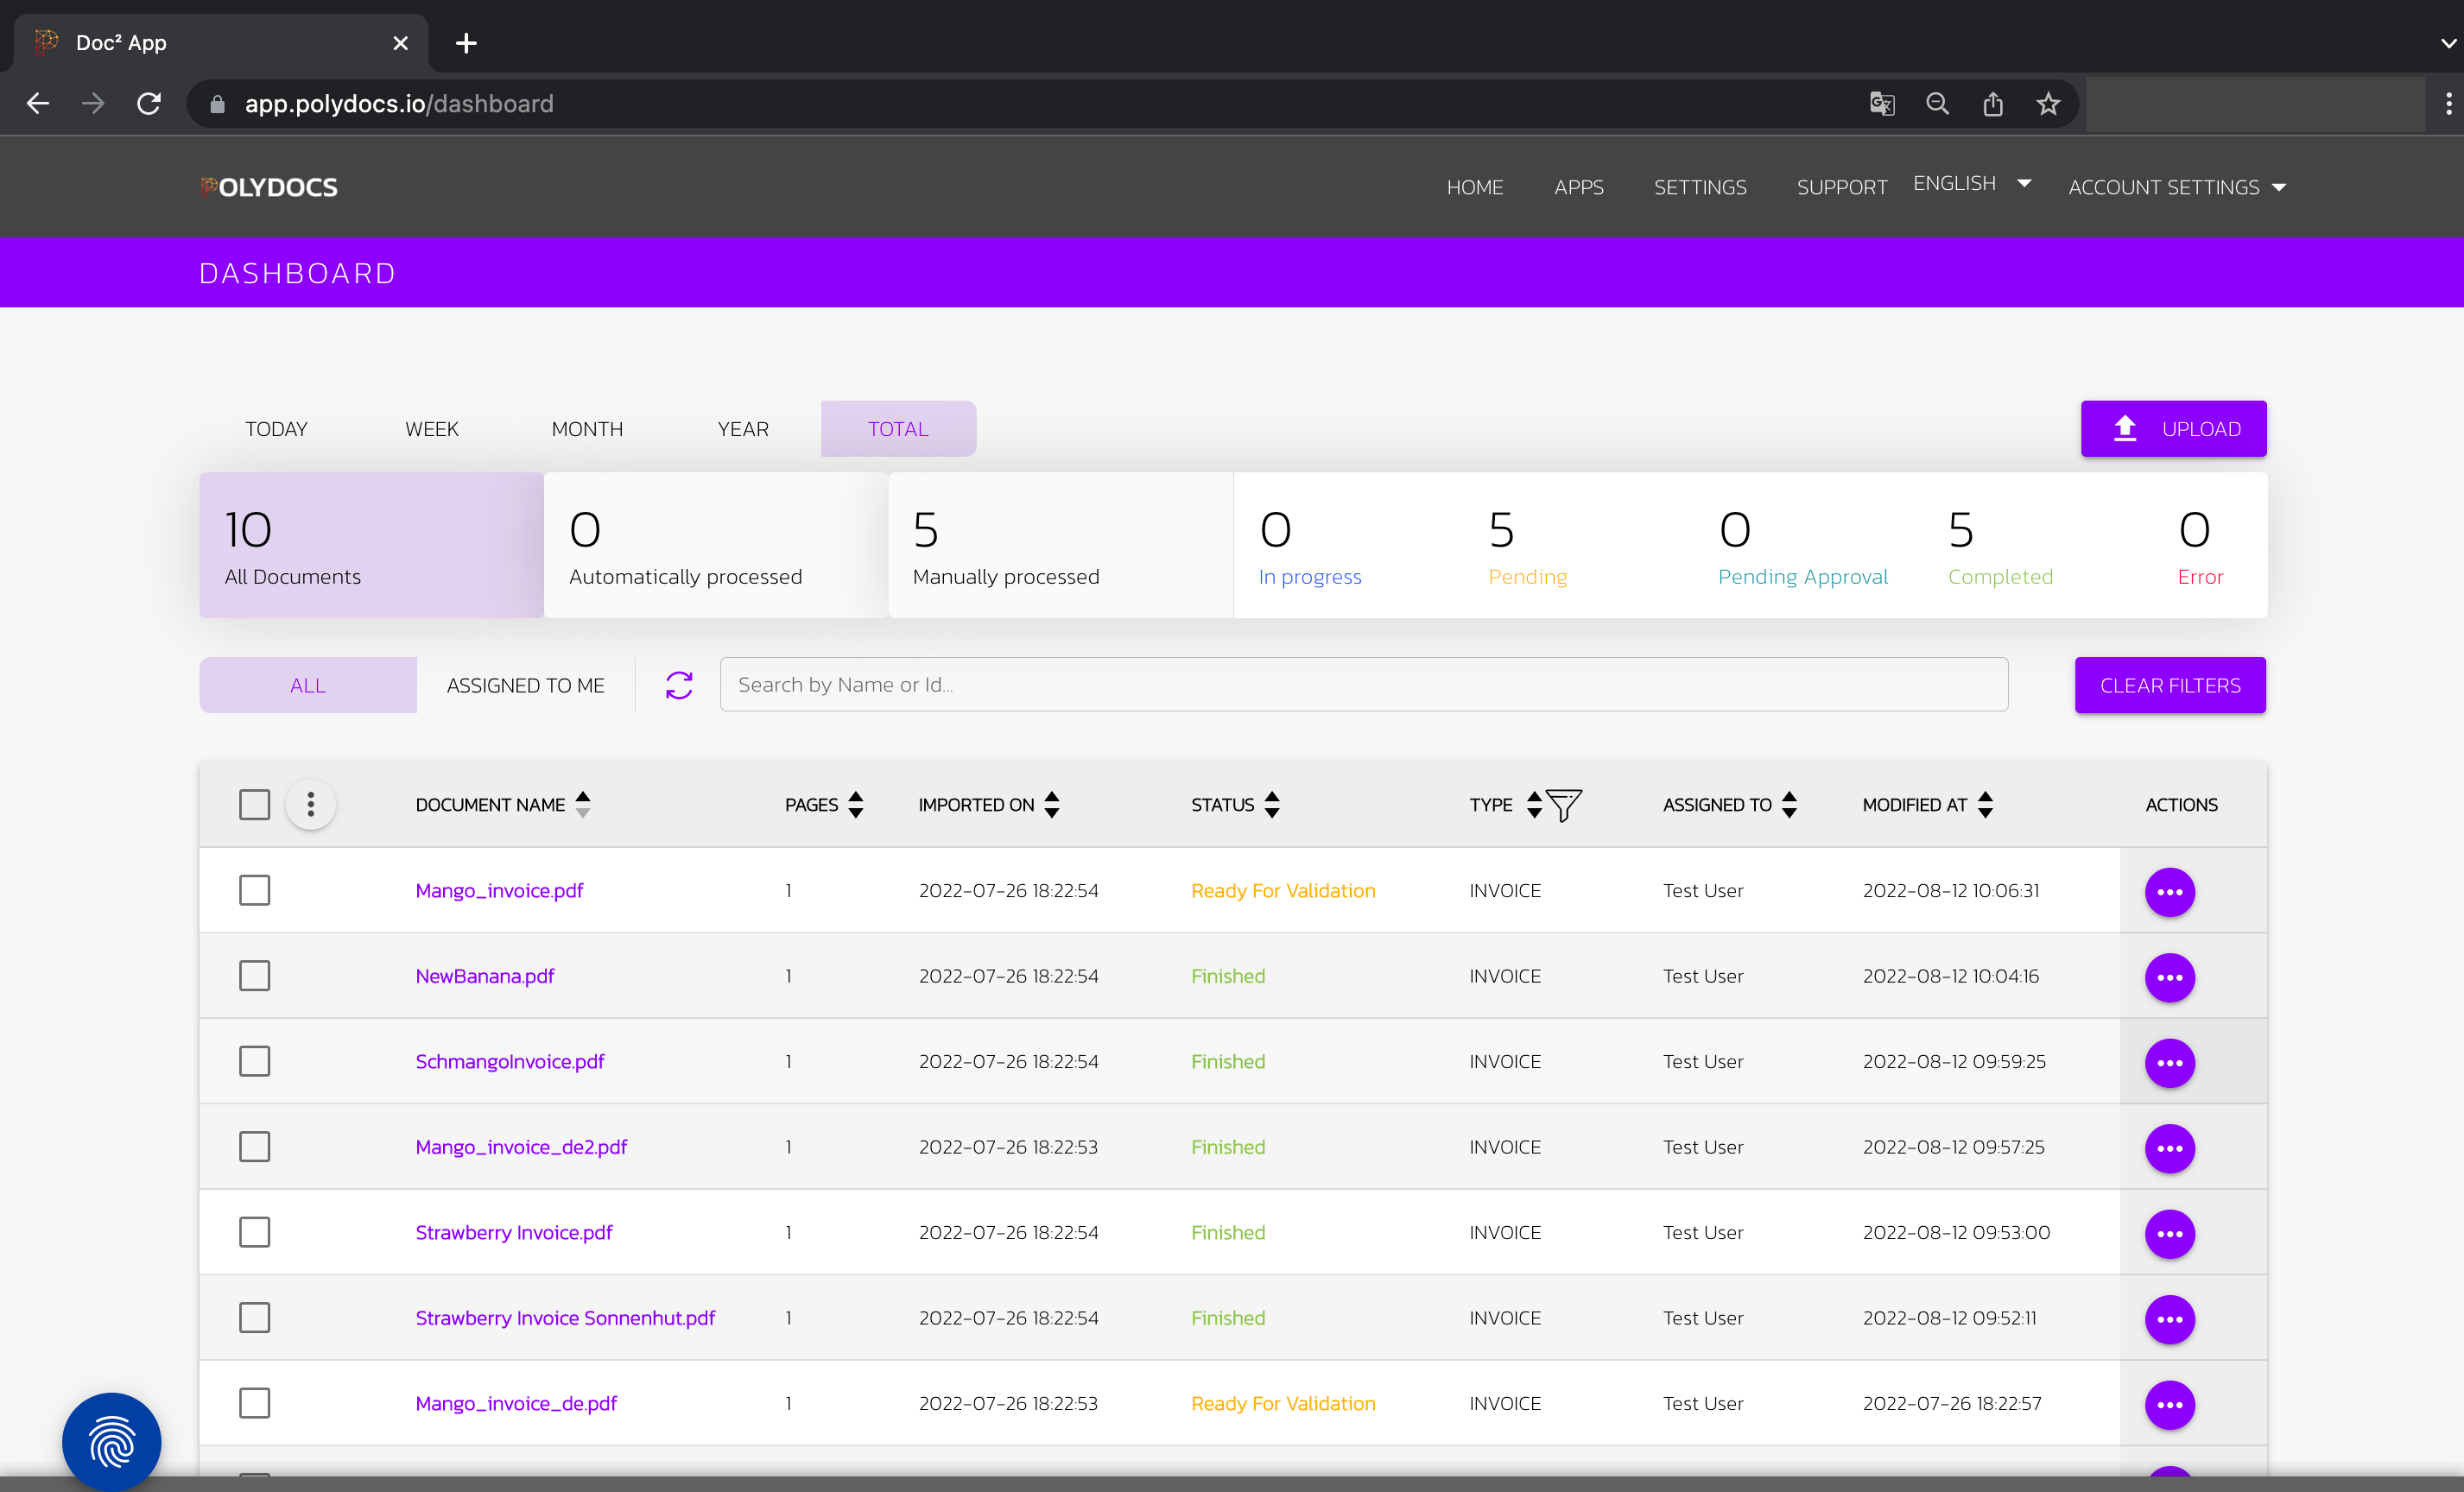 Doc² App
app.polydocs.io/dashboard
POLYDOCS
HOME APPS SETTINGS SUPPORT ENGLISH ACCOUNT SETTINGS
DASHBOARD
TODAY WEEK MONTH YEAR TOTAL UPLOAD
10 0 5 0 5 0 5 0
All Documents Automatically processed Manually processed In progress Pending Pending Approval Completed Error
ALL ASSIGNED TO ME Search by Name or Id... CLEAR FILTERS
DOCUMENT NAME PAGES IMPORTED ON STATUS TYPE ASSIGNED TO MODIFIED AT ACTIONS
Mango_invoice.pdf 1 2022-07-26 18:22:54 Ready For Validation INVOICE Test User 2022-08-12 10:06:31
NewBanana.pdf 1 2022-07-26 18:22:54 Finished INVOICE Test User 2022-08-12 10:04:16
SchmangoInvoice.pdf 1 2022-07-26 18:22:54 Finished INVOICE Test User 2022-08-12 09:59:25
Mango_invoice_de2.pdf 1 2022-07-26 18:22:53 Finished INVOICE Test User 2022-08-12 09:57:25
Strawberry Invoice.pdf 1 2022-07-26 18:22:54 Finished INVOICE Test User 2022-08-12 09:53:00
Strawberry Invoice Sonnenhut.pdf 1 2022-07-26 18:22:54 Finished INVOICE Test User 2022-08-12 09:52:11
Mango_invoice_de.pdf 1 2022-07-26 18:22:53 Ready For Validation INVOICE Test User 2022-07-26 18:22:57